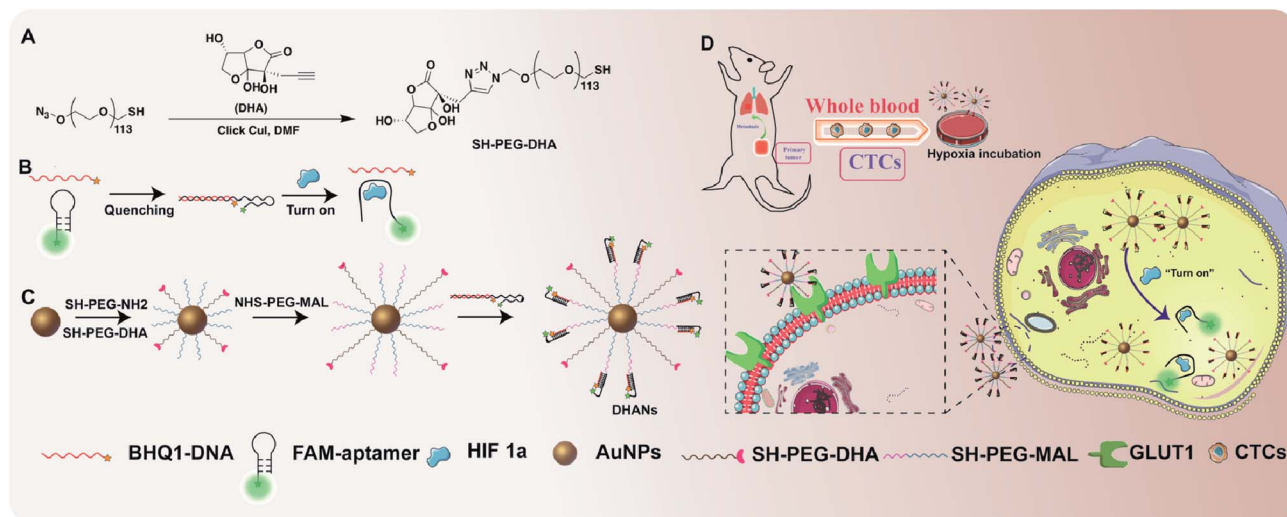 A
HO
O
O
O
HO
OH
(DHA)
Click CuI, DMF
N3
O
O
SH
113
O
O
HO
O
OH
OH
N=N
N
O
O
SH
113
SH-PEG-DHA
B
Quenching
Turn on
C
SH-PEG-NH2
SH-PEG-DHA
NHS-PEG-MAL
DHANs
D
Metastasis
Primary
tumor
Whole blood
CTCs
Hypoxia incubation
"Turn on"
BHQ1-DNA
FAM-aptamer
HIF 1a
AuNPs
SH-PEG-DHA
SH-PEG-MAL
GLUT1
CTCs